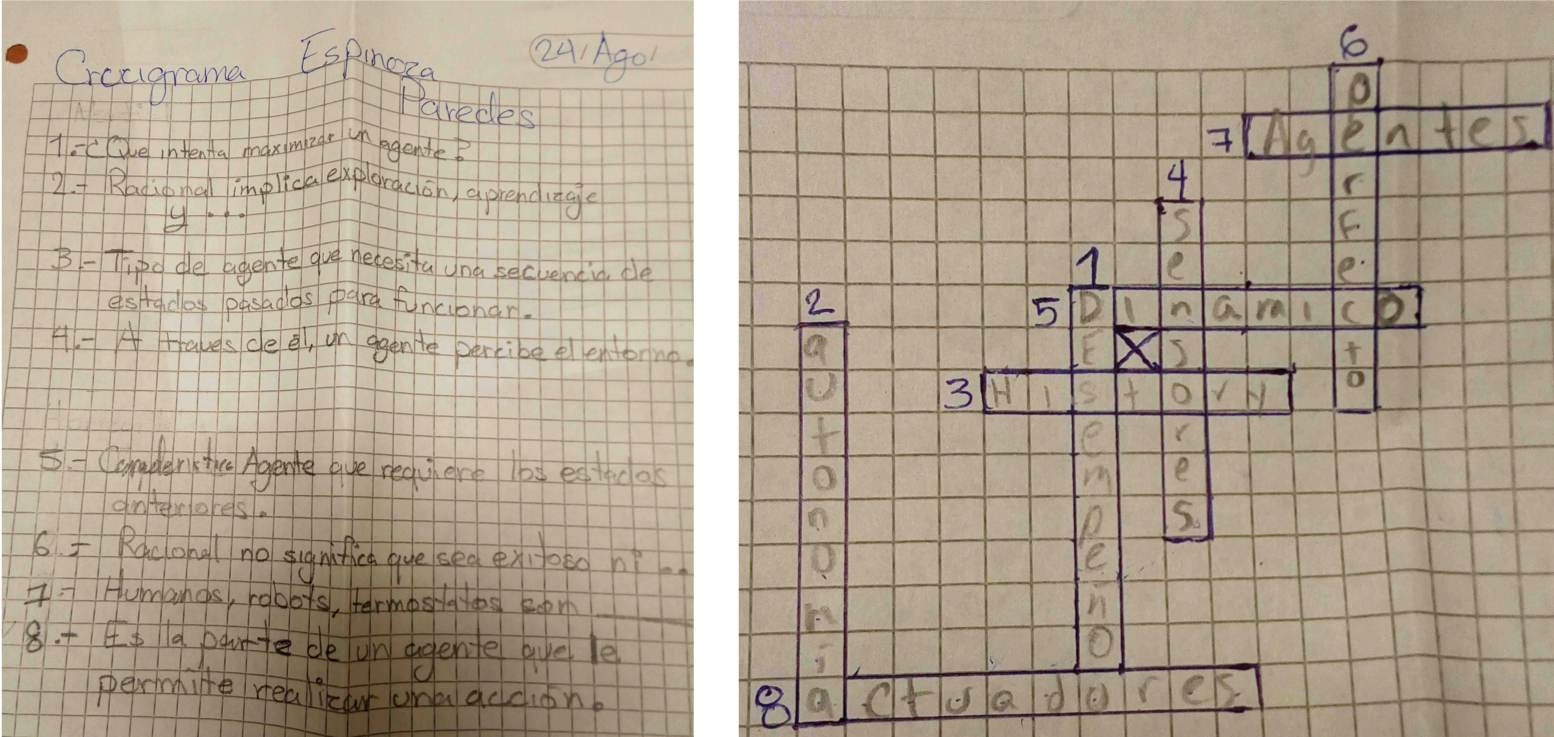 Crucigrama Espinoza 24/Ago/
Paredes
1.- ¿Que intenta maximizar un agente?
2.- Racional implica exploración, aprendizaje
y ...
3.- Tipo de agente que necesita una secuencia de
estados pasados para funcionar.
4.- A traves de él, un agente percibe el entorno.
5.- Agente que requiere los estados
anteriores.
6.- Racional no significa que sea exitoso ni ...
7.- Humanos, robots, termostatos son
8.- Es la parte de un agente que le
permite realizar una acción.
6 Perfecto
7 Agentes
4 Sensores
1 DEsempeno
2 autonomia
5 Dinamico
3 History
8 actuadores